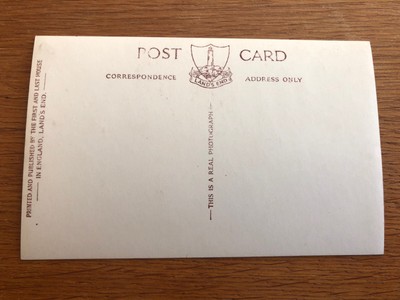 POST CARD
LAND'S END
CORRESPONDENCE ADDRESS ONLY
PRINTED AND PUBLISHED BY THE FIRST AND LAST HOUSE
IN ENGLAND, LAND'S END.
THIS IS A REAL PHOTOGRAPH